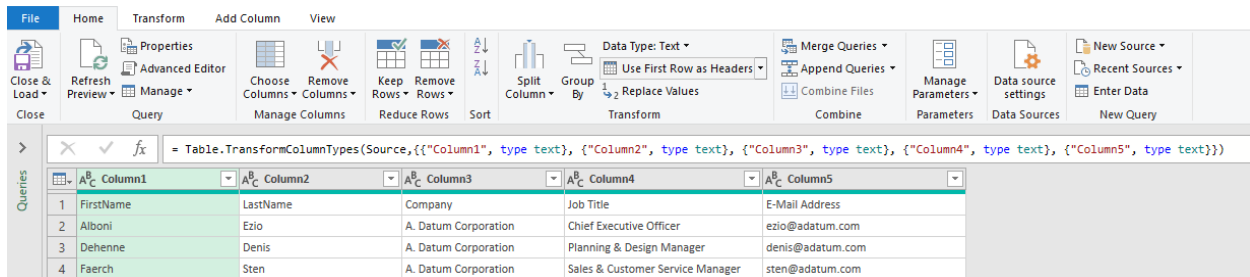 File Home Transform Add Column View
Properties
Advanced Editor
Manage
Refresh Preview
Close & Load
Choose Columns
Remove Columns
Keep Rows
Remove Rows
Split Column
Group By
Data Type: Text
Use First Row as Headers
Replace Values
Merge Queries
Append Queries
Combine Files
Manage Parameters
Data source settings
New Source
Recent Sources
Enter Data
Close Query Manage Columns Reduce Rows Sort Transform Combine Parameters Data Sources New Query
fx = Table.TransformColumnTypes(Source,{{"Column1", type text}, {"Column2", type text}, {"Column3", type text}, {"Column4", type text}, {"Column5", type text}})
Queries
ABC Column1 ABC Column2 ABC Column3 ABC Column4 ABC Column5
1 FirstName LastName Company Job Title E-Mail Address
2 Alboni Ezio A. Datum Corporation Chief Executive Officer ezio@adatum.com
3 Dehenne Denis A. Datum Corporation Planning & Design Manager denis@adatum.com
4 Faerch Sten A. Datum Corporation Sales & Customer Service Manager sten@adatum.com